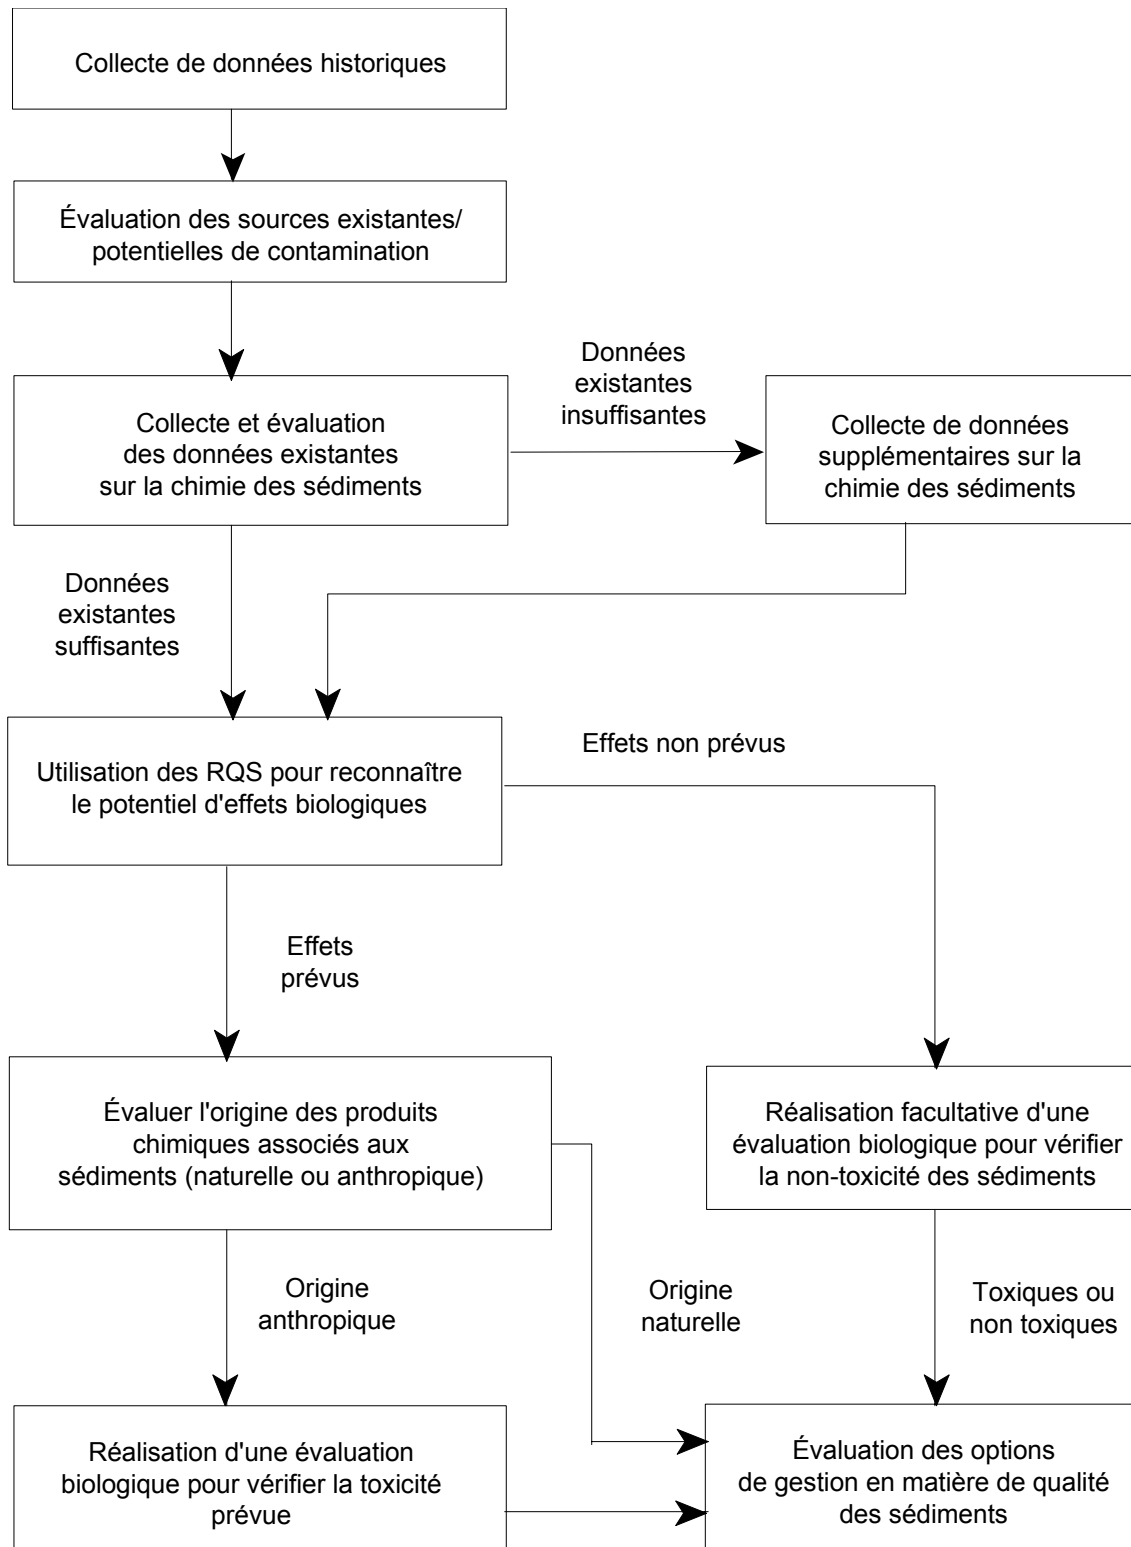 Collecte de données historiques
Évaluation des sources existantes/
potentielles de contamination
Données
existantes
insuffisantes
Collecte et évaluation
des données existantes
sur la chimie des sédiments
Collecte de données
supplémentaires sur la
chimie des sédiments
Données
existantes
suffisantes
Utilisation des RQS pour reconnaître
le potentiel d'effets biologiques
Effets non prévus
Effets
prévus
Évaluer l'origine des produits
chimiques associés aux
sédiments (naturelle ou anthropique)
Réalisation facultative d'une
évaluation biologique pour vérifier
la non-toxicité des sédiments
Origine
anthropique
Origine
naturelle
Toxiques ou
non toxiques
Réalisation d'une évaluation
biologique pour vérifier la toxicité
prévue
Évaluation des options
de gestion en matière de qualité
des sédiments